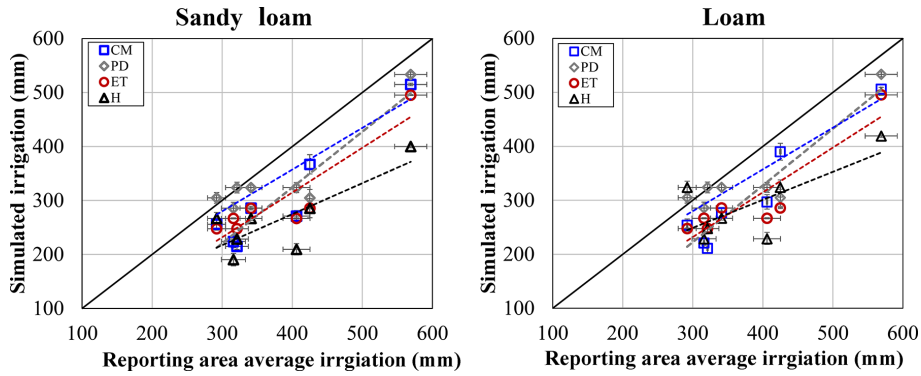 Sandy loam
Simulated irrigation (mm)
600
500
400
300
200
100
CM
PD
ET
H
100 200 300 400 500 600
Reporting area average irrgiation (mm)
Loam
Simulated irrigation (mm)
600
500
400
300
200
100
CM
PD
ET
H
100 200 300 400 500 600
Reporting area average irrgiation (mm)